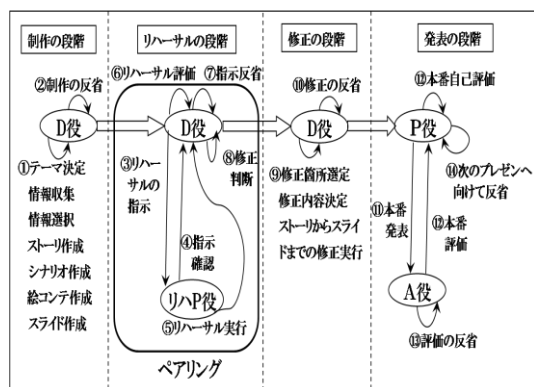 制作の段階
②制作の反省
D役
①テーマ決定
情報収集
情報選択
ストーリ作成
シナリオ作成
絵コンテ作成
スライド作成
リハーサルの段階
⑥リハーサル評価
⑦指示反省
D役
③リハー
サルの
指示
④指示
確認
⑧修正
判断
リハP役
⑤リハーサル実行
ペアリング
修正の段階
⑩修正の反省
D役
⑨修正箇所選定
修正内容決定
ストーリからスライ
ドまでの修正実行
発表の段階
⑫本番自己評価
P役
⑭次のプレゼンへ
向けて反省
⑪本番
発表
⑫本番
評価
A役
⑬評価の反省